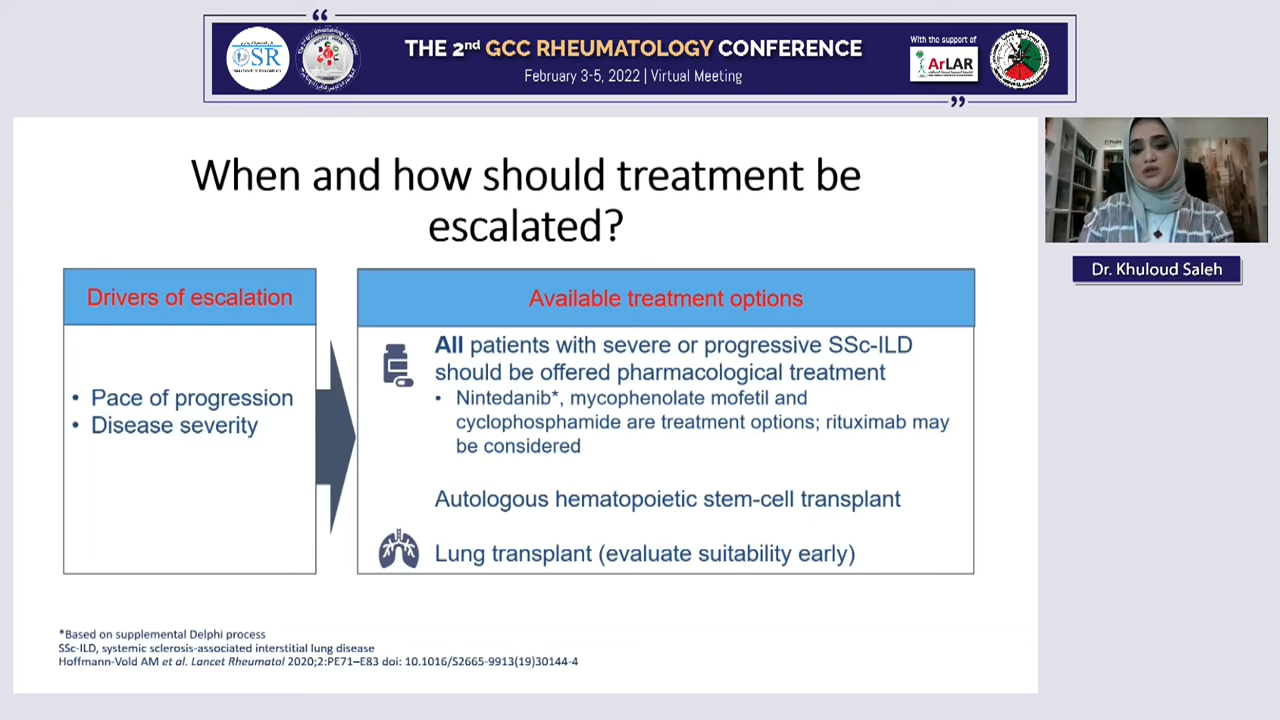 “
THE 2nd GCC RHEUMATOLOGY CONFERENCE
February 3-5, 2022 | Virtual Meeting
”
OSR
With the support of
ArLAR
Dr. Khuloud Saleh
When and how should treatment be
escalated?
Drivers of escalation
• Pace of progression
• Disease severity
Available treatment options
All patients with severe or progressive SSc-ILD
should be offered pharmacological treatment
• Nintedanib*, mycophenolate mofetil and
cyclophosphamide are treatment options; rituximab may
be considered
Autologous hematopoietic stem-cell transplant
Lung transplant (evaluate suitability early)
*Based on supplemental Delphi process
SSc-ILD, systemic sclerosis-associated interstitial lung disease
Hoffmann-Vold AM et al. Lancet Rheumatol 2020;2:PE71–E83 doi: 10.1016/S2665-9913(19)30144-4